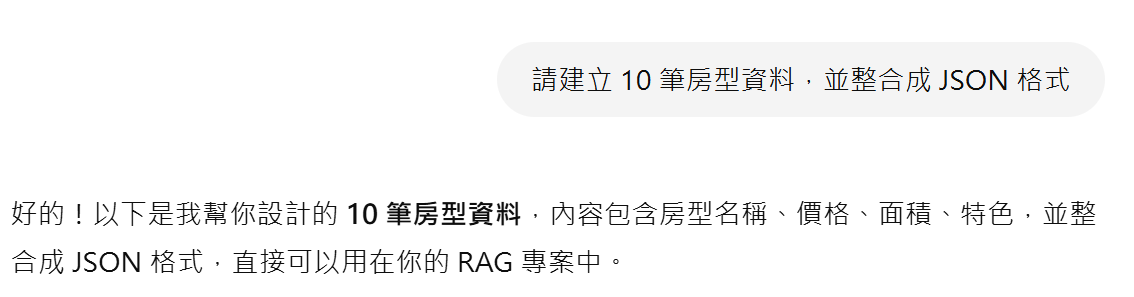 請建立 10 筆房型資料，並整合成 JSON 格式
好的！以下是我幫你設計的 10 筆房型資料，內容包含房型名稱、價格、面積、特色，並整
合成 JSON 格式，直接可以用在你的 RAG 專案中。